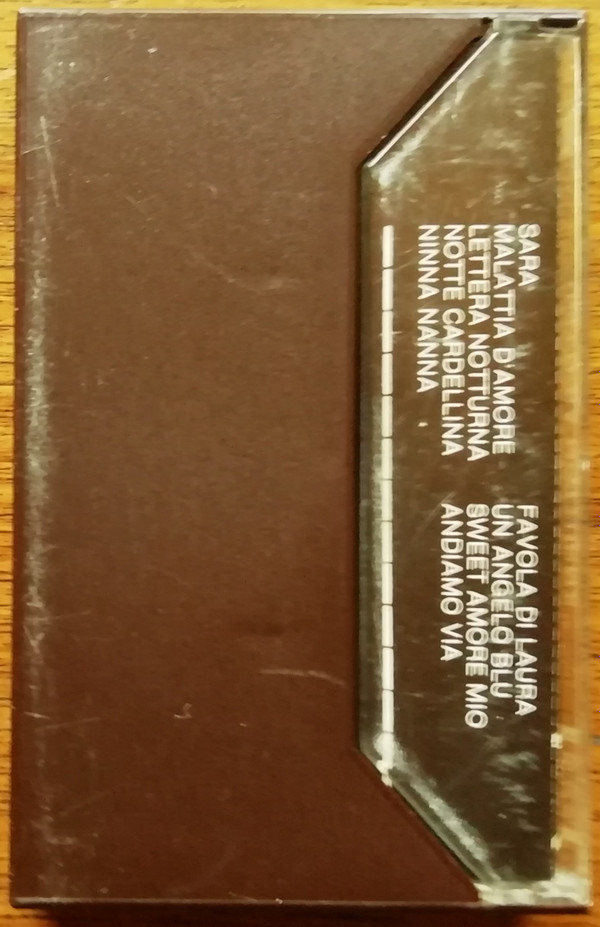 SARA'
MALATTIA D'AMORE
LETTERA NOTTURNA
NOTTE CARDELLINA
NINNA NANNA
FAVOLA DI LAURA
UN ANGELO BLU
SWEET AMORE MIO
ANDIAMO VIA